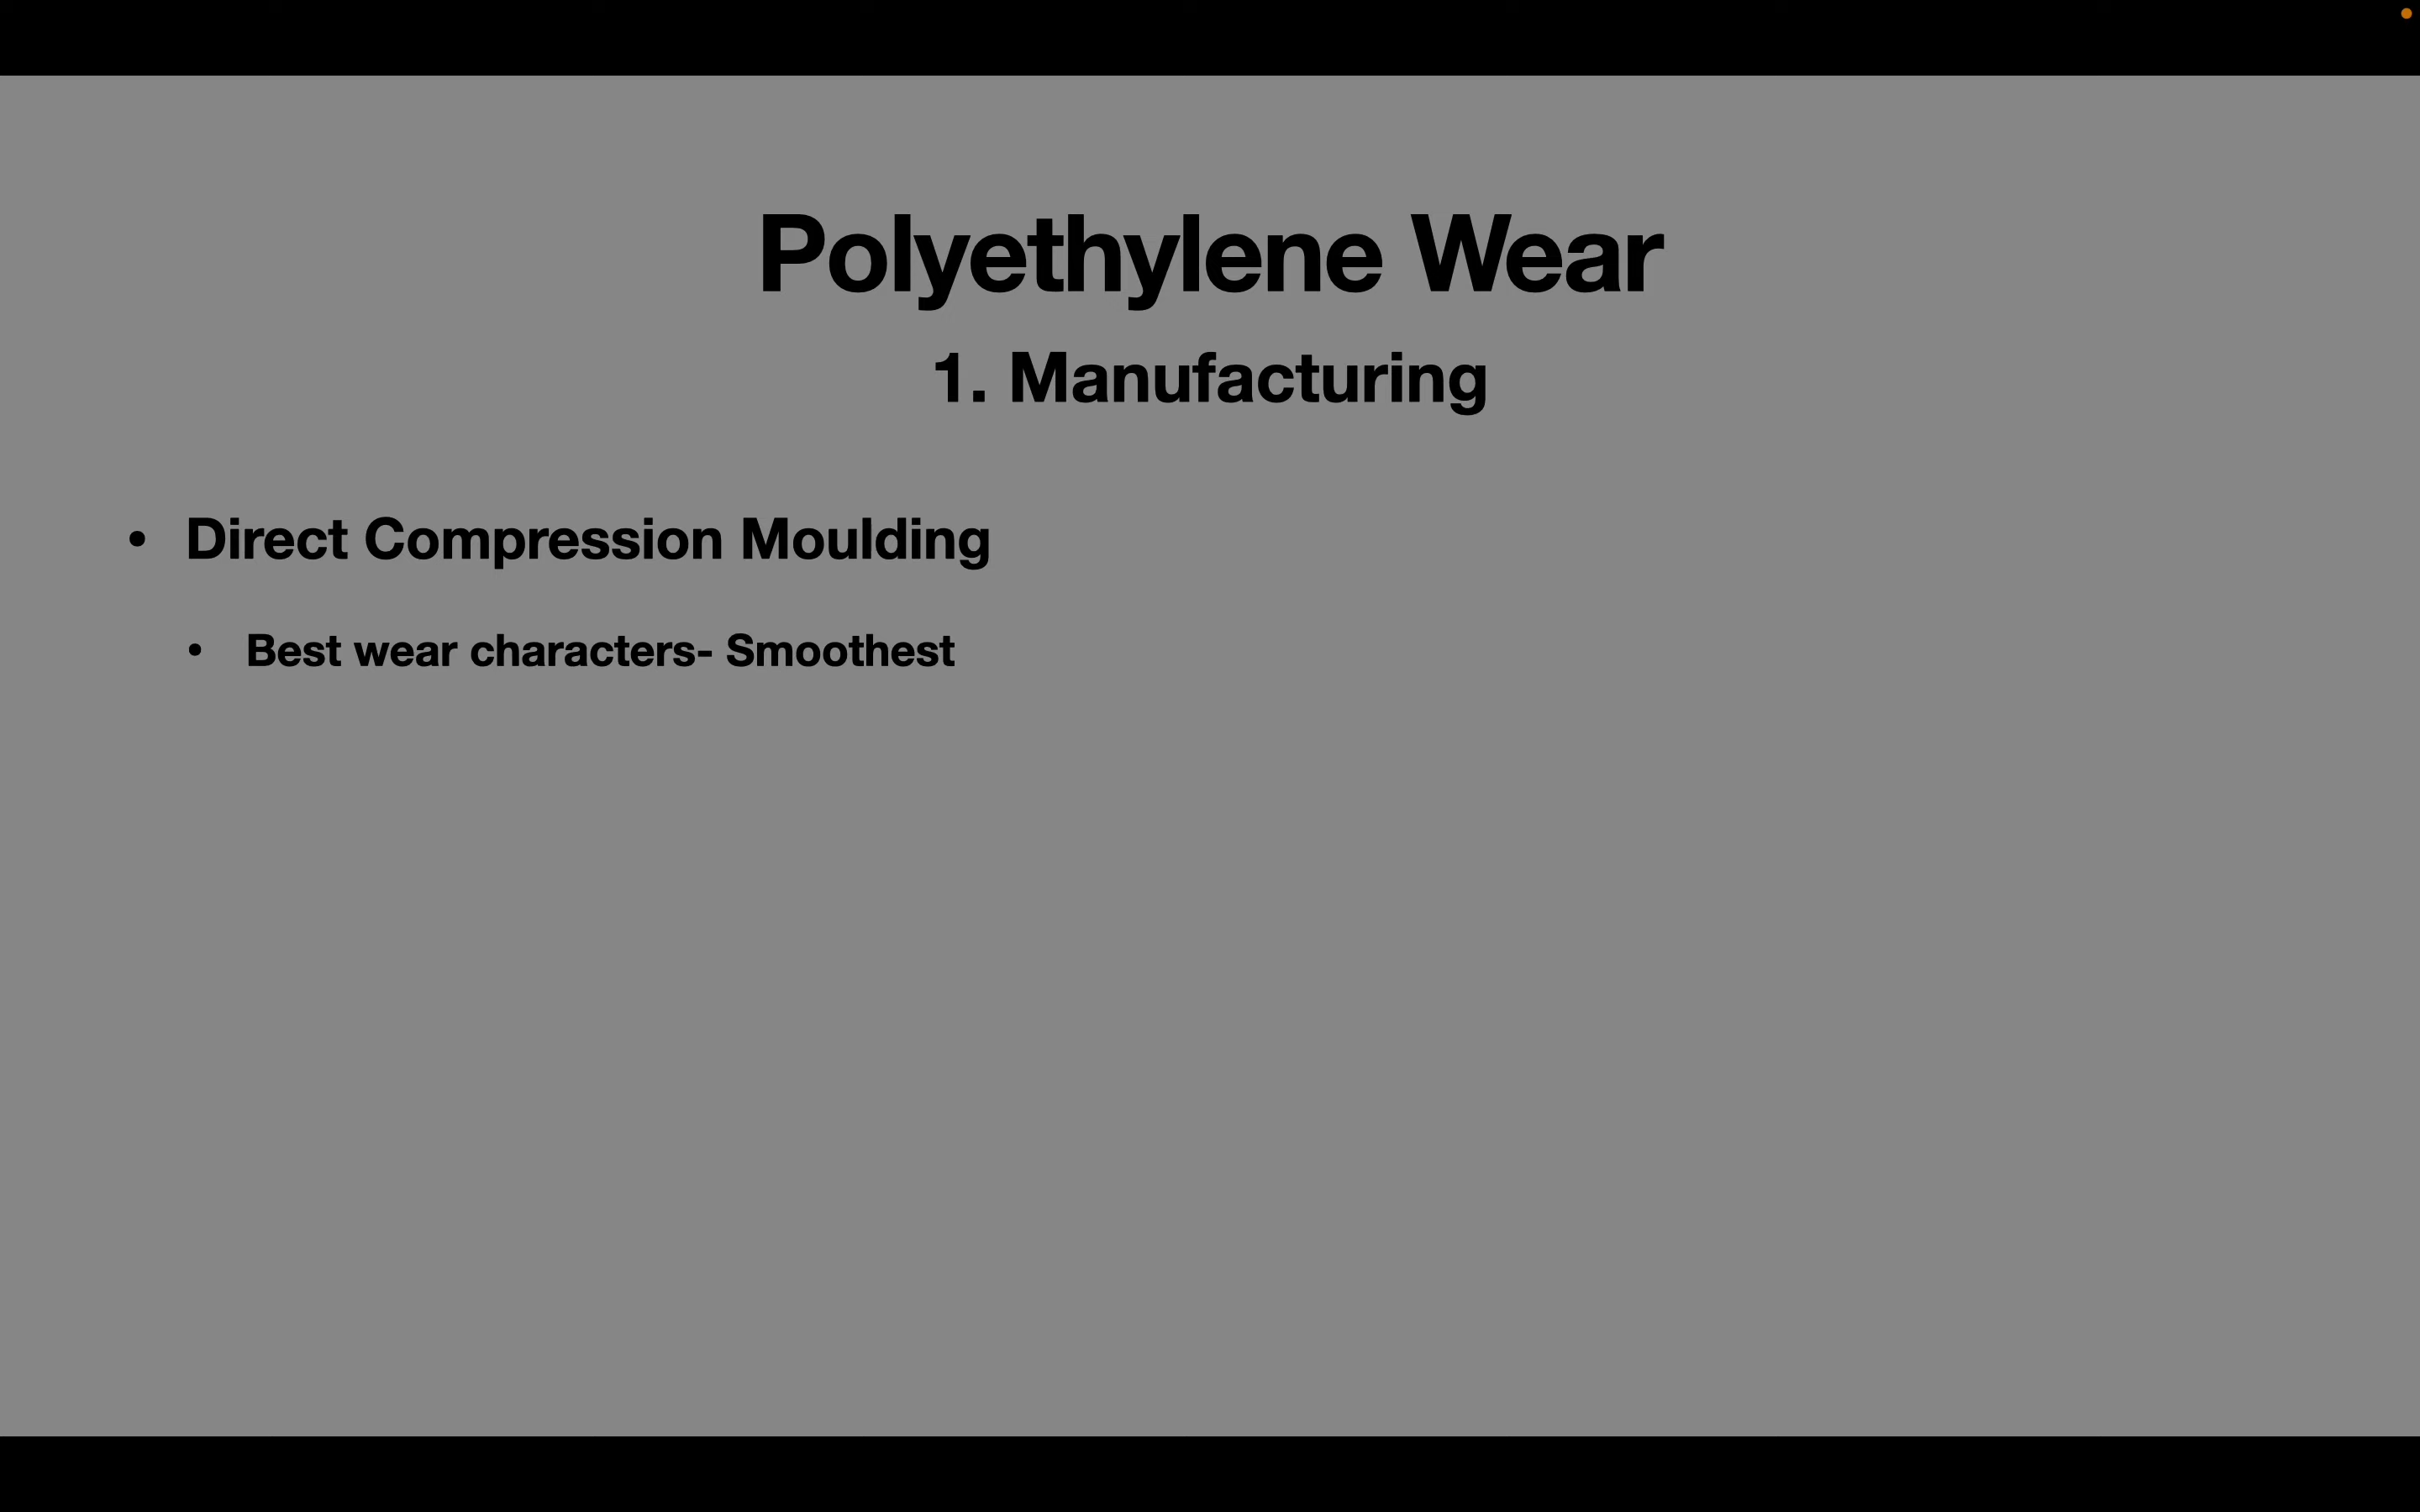 Polyethylene Wear
1. Manufacturing
• Direct Compression Moulding
• Best wear characters- Smoothest